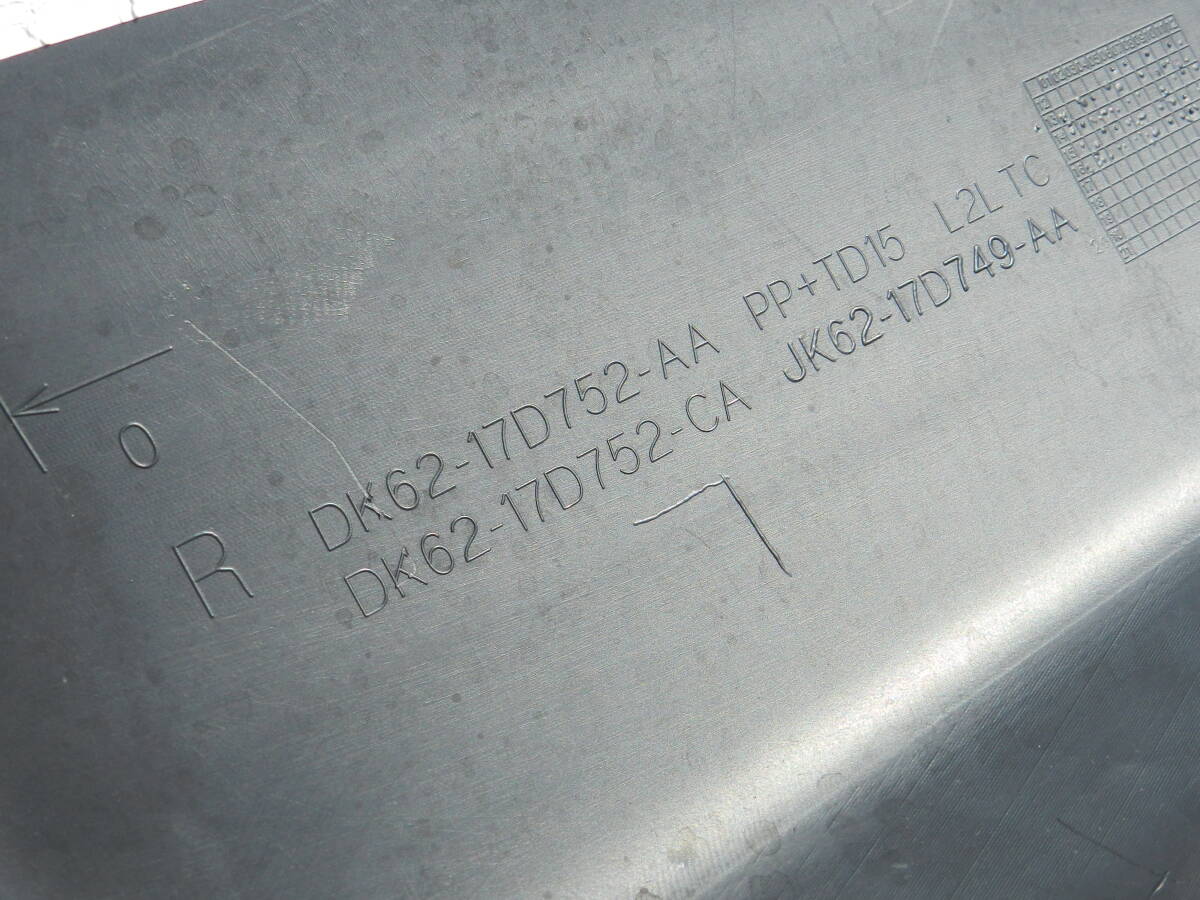 DK62-17D752-AA PP+TD15 L2L TC
DK62-17D752-CA JK62-17D749-AA
R
0